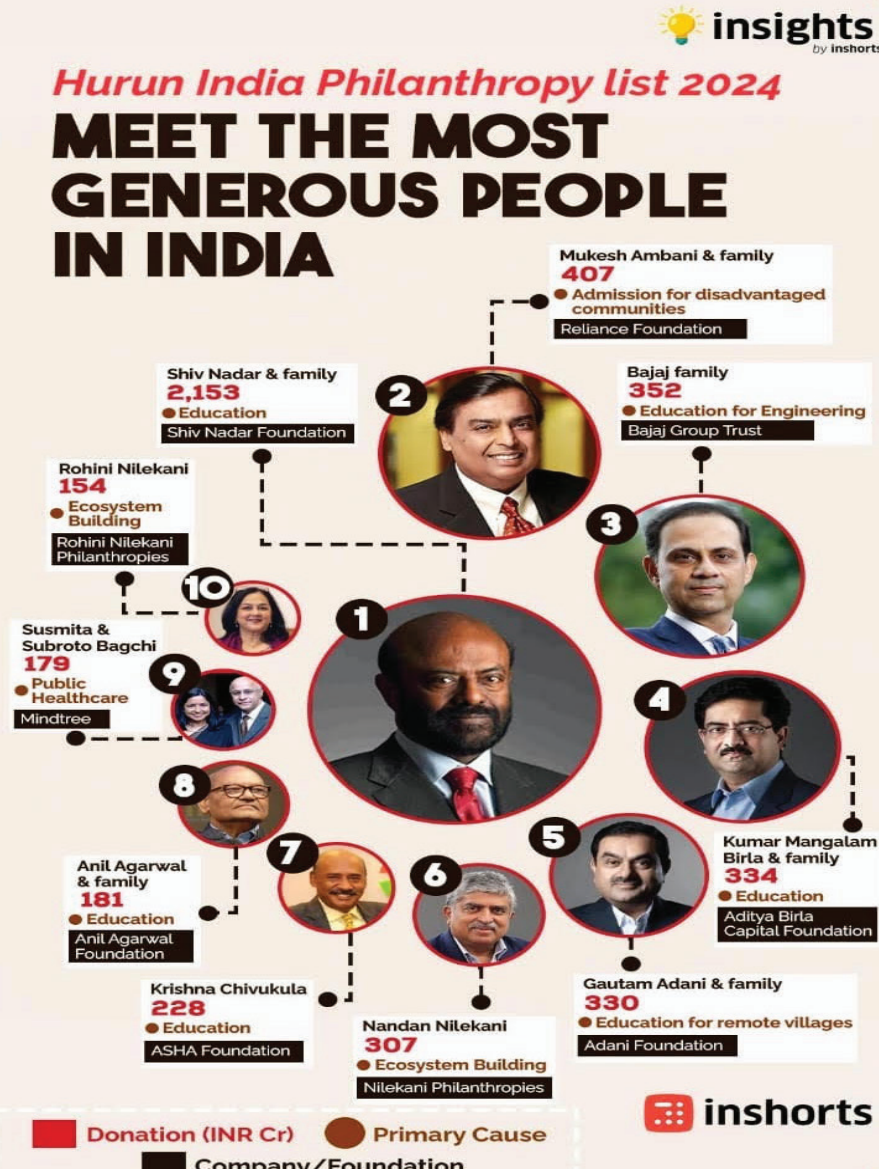 insights
by inshorts
Hurun India Philanthropy list 2024
MEET THE MOST
GENEROUS PEOPLE
IN INDIA
Mukesh Ambani & family
407
Admission for disadvantaged
communities
Reliance Foundation
2
Shiv Nadar & family
2,153
Education
Shiv Nadar Foundation
Bajaj family
352
Education for Engineering
Bajaj Group Trust
3
Rohini Nilekani
154
Ecosystem
Building
Rohini Nilekani
Philanthropies
10
1
Susmita &
Subroto Bagchi
179
Public
Healthcare
Mindtree
9
4
8
Anil Agarwal
& family
181
Education
Anil Agarwal
Foundation
7
6
5
Kumar Mangalam
Birla & family
334
Education
Aditya Birla
Capital Foundation
Krishna Chivukula
228
Education
ASHA Foundation
Nandan Nilekani
307
Ecosystem Building
Nilekani Philanthropies
Gautam Adani & family
330
Education for remote villages
Adani Foundation
inshorts
Donation (INR Cr)
Primary Cause
Company/Foundation